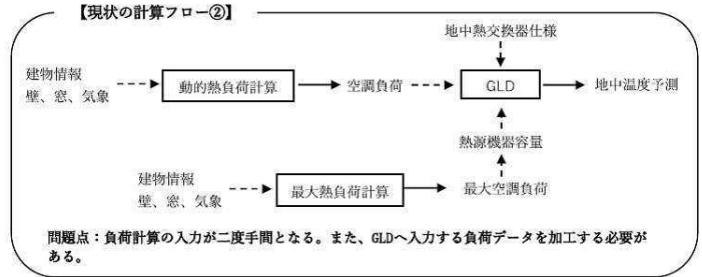 【現状の計算フロー②】
地中熱交換器仕様
建物情報
壁、窓、気象
動的熱負荷計算
空調負荷
GLD
地中温度予測
熱源機器容量
建物情報
壁、窓、気象
最大熱負荷計算
最大空調負荷
問題点：負荷計算の入力が二度手間となる。また、GLDへ入力する負荷データを加工する必要が
ある。